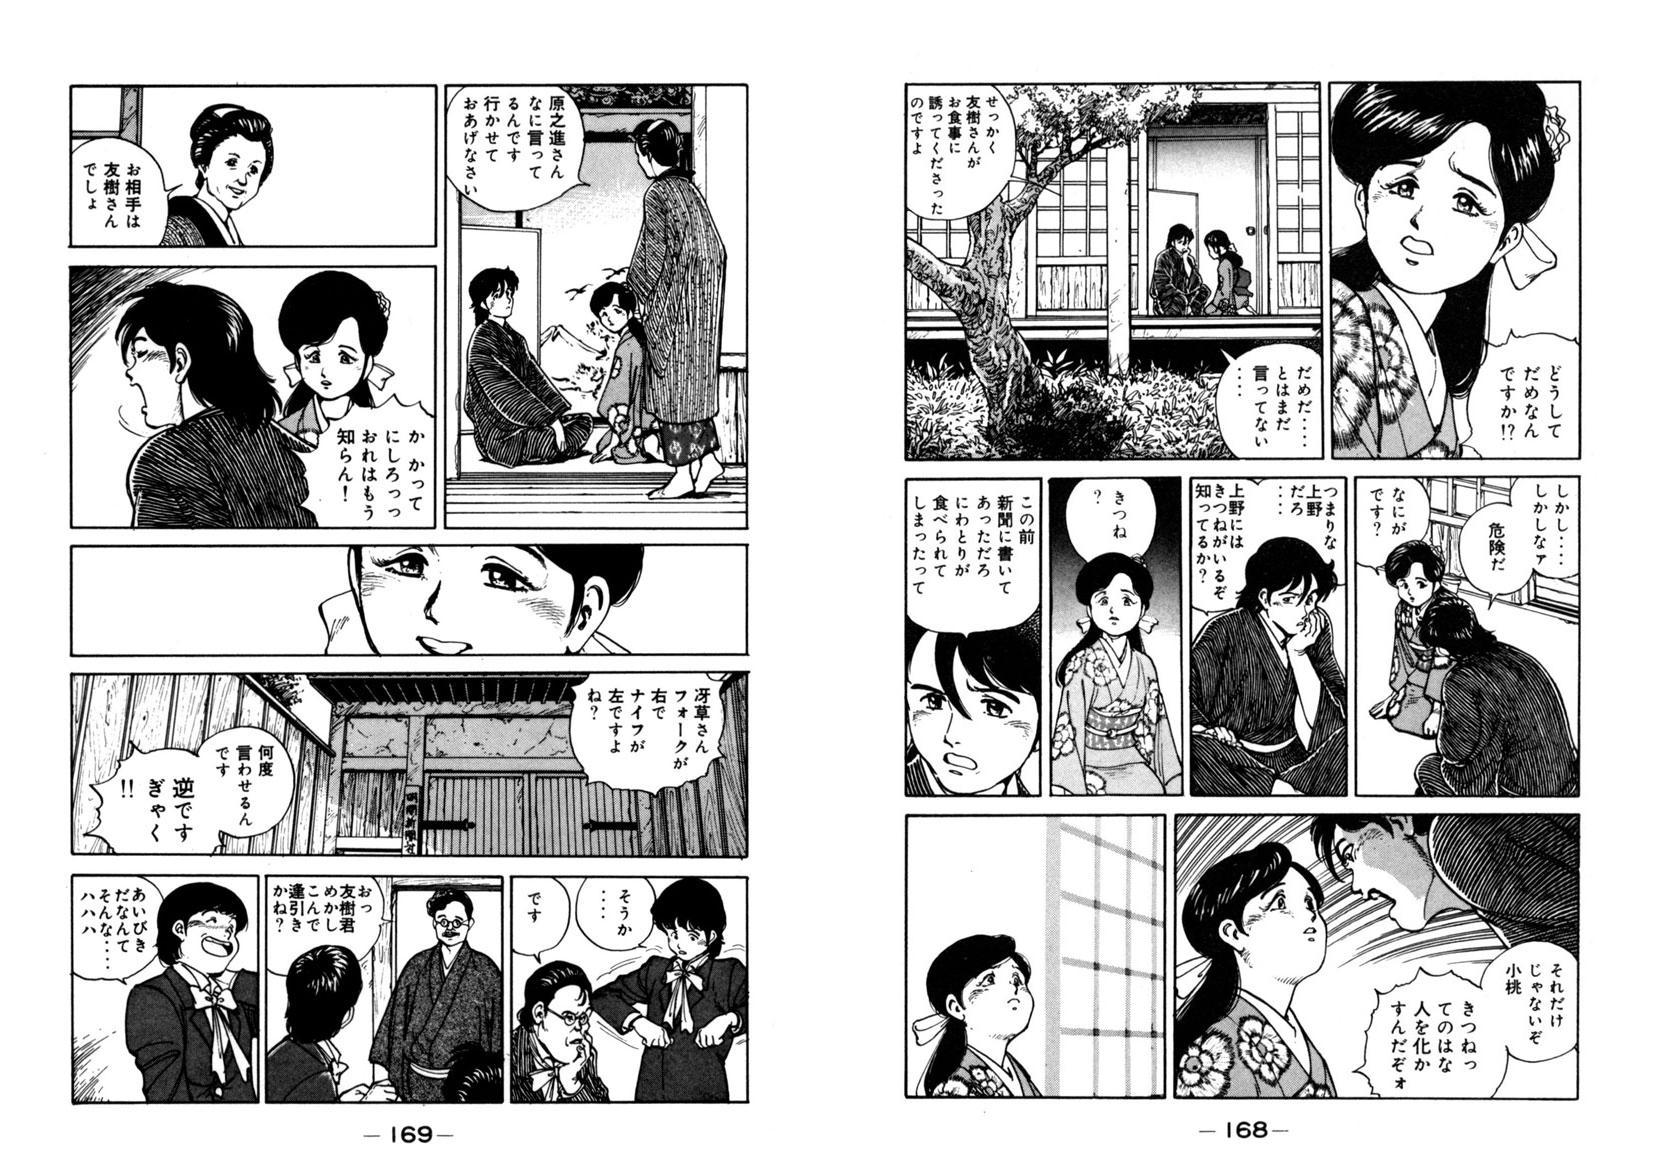 どうして
だめなん
ですか!?
せっかく
友樹さんが
お食事に
誘ってくださった
のですよ
だめだ‥‥
とはまだ
言ってない
‥‥
しかし‥‥
しかしなァ
危険だ
なにが
です?
つまりな
上野
だろ
‥‥
上野には
きつねがいるぞ
知ってるか?
きつね
?
この前
新聞に書いて
あっただろ
にわとりが
食べられて
しまったって
それだけ
じゃないぞ
小桃
きつねっ
てのはな
人を化か
すんだぞォ
—168—
原之進さん
なに言って
るんです
行かせて
おあげなさい
お相手は
友樹さん
でしょ
かかって
にしろっっ
おれはもう
知らん!
冴草さん
フォークが
右で
ナイフが
左ですよ
ね?
何度
言わせるん
です
逆です
ぎゃく
!!
そうか
‥‥
です
おっ
友樹君
めかし
こんで
逢引き
かね?
あいびき
だなんて
そんな‥‥
ハハハ
—169—